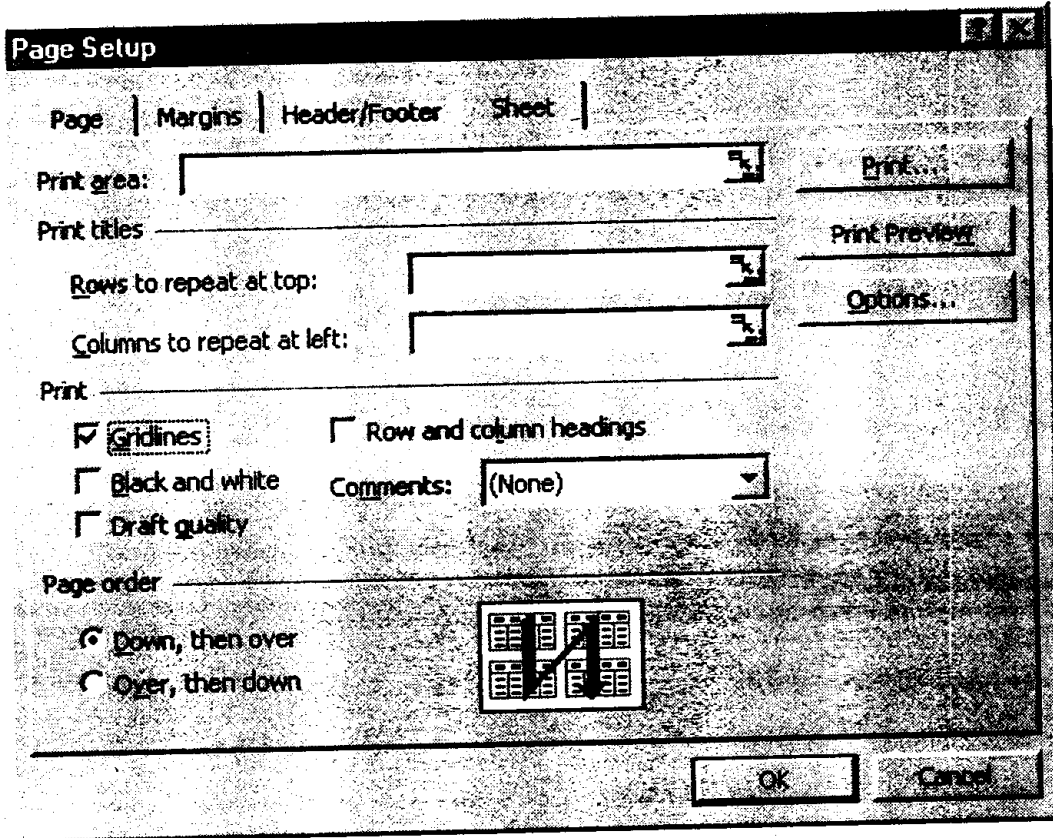 Page Setup
Page Margins Header/Footer Sheet
Print area:
Print...
Print titles
Print Preview
Rows to repeat at top:
Options...
Columns to repeat at left:
Print
Gridlines
Row and column headings
Black and white
Comments: (None)
Draft quality
Page order
Down, then over
Over, then down
OK Cancel